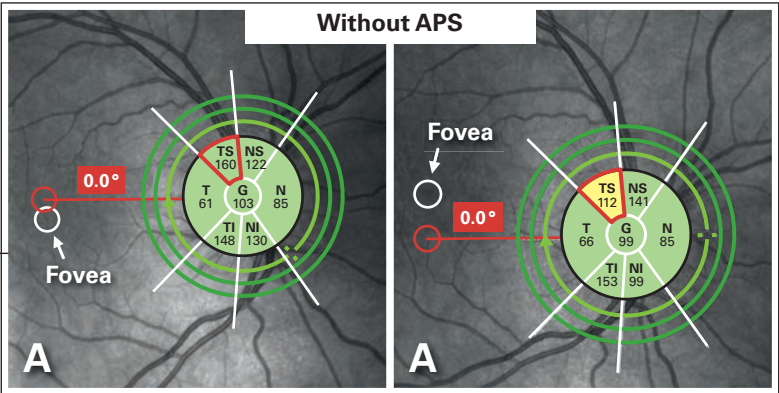 Without APS
TS NS
160 122
T G N
61 103 85
TI NI
148 130
0.0°
Fovea
A
Fovea
0.0°
TS NS
112 141
T G N
66 99 85
TI NI
153 99
A